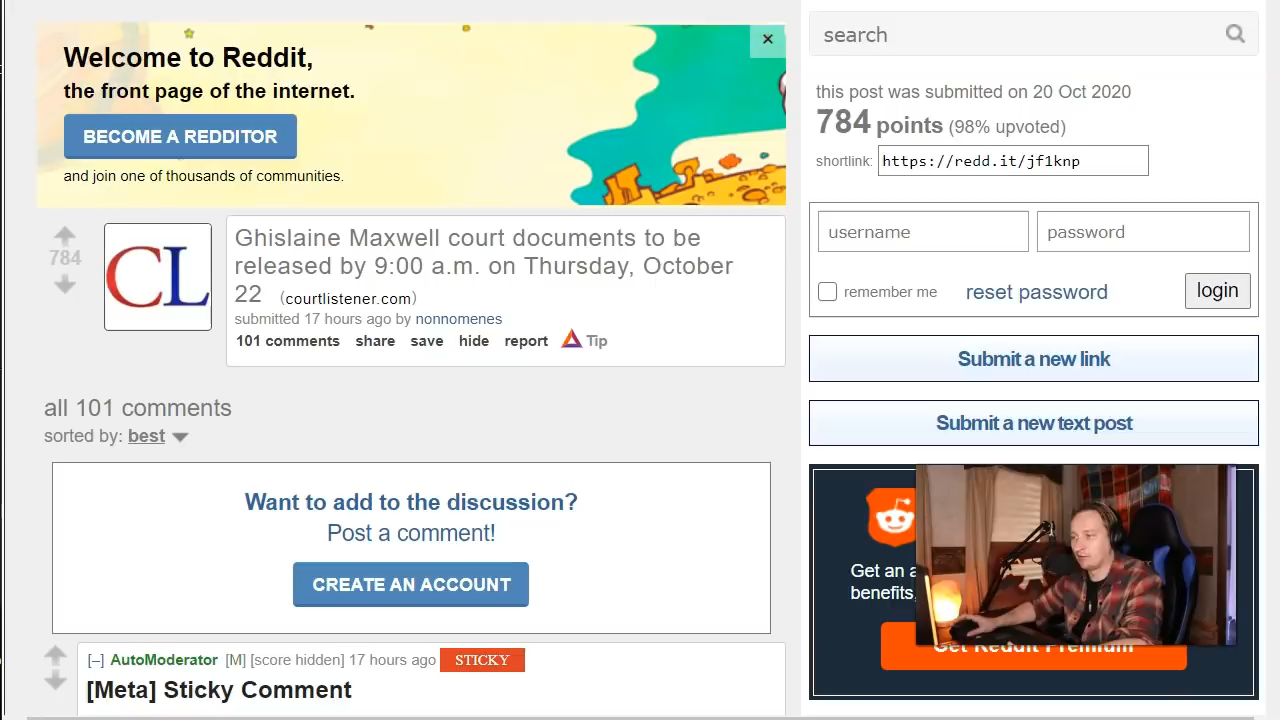 Welcome to Reddit,
the front page of the internet.
BECOME A REDDITOR
and join one of thousands of communities.
×
784
CL
Ghislaine Maxwell court documents to be
released by 9:00 a.m. on Thursday, October
22 (courtlistener.com)
submitted 17 hours ago by nonnomenes
101 comments share save hide report Tip
all 101 comments
sorted by: best
Want to add to the discussion?
Post a comment!
CREATE AN ACCOUNT
[–] AutoModerator [M] [score hidden] 17 hours ago STICKY
[Meta] Sticky Comment
search
this post was submitted on 20 Oct 2020
784 points (98% upvoted)
shortlink: https://redd.it/jf1knp
username password
remember me reset password login
Submit a new link
Submit a new text post
Get an
benefits,
Get Reddit Premium